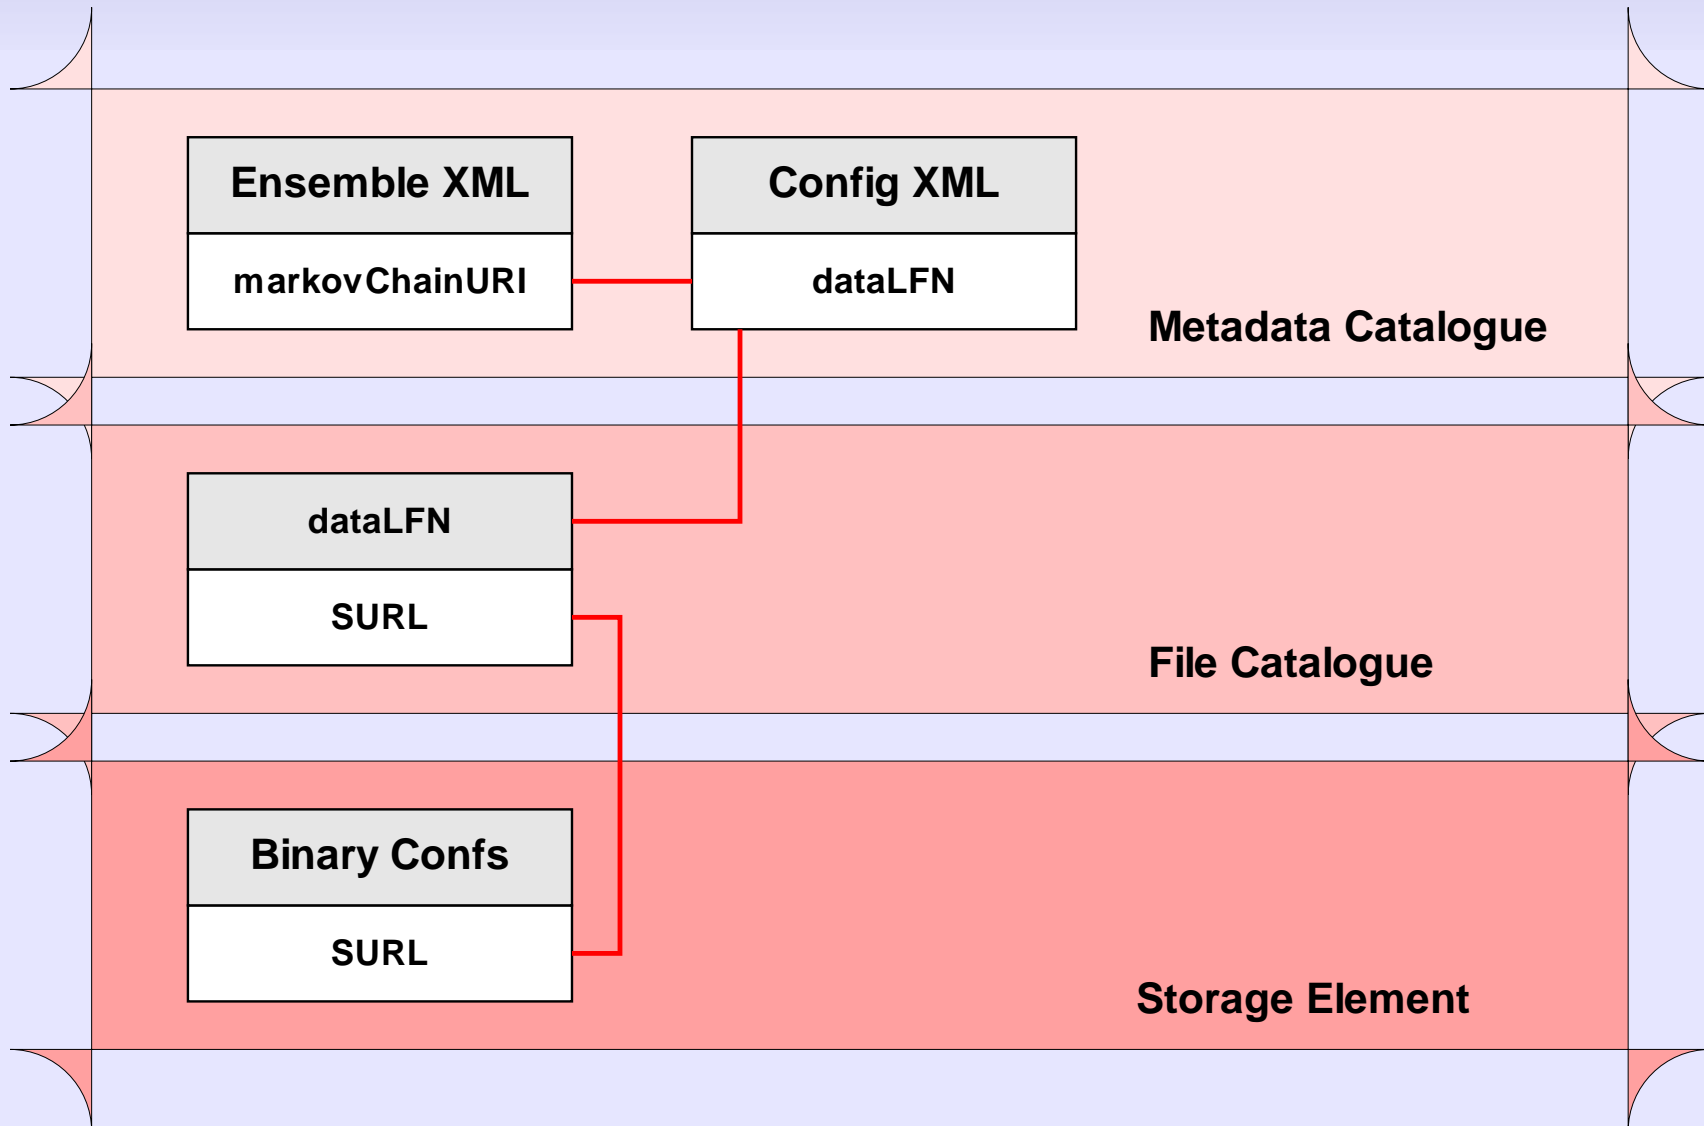 Ensemble XML
Config XML
markovChainURI
dataLFN
Metadata Catalogue
dataLFN
SURL
File Catalogue
Binary Confs
SURL
Storage Element